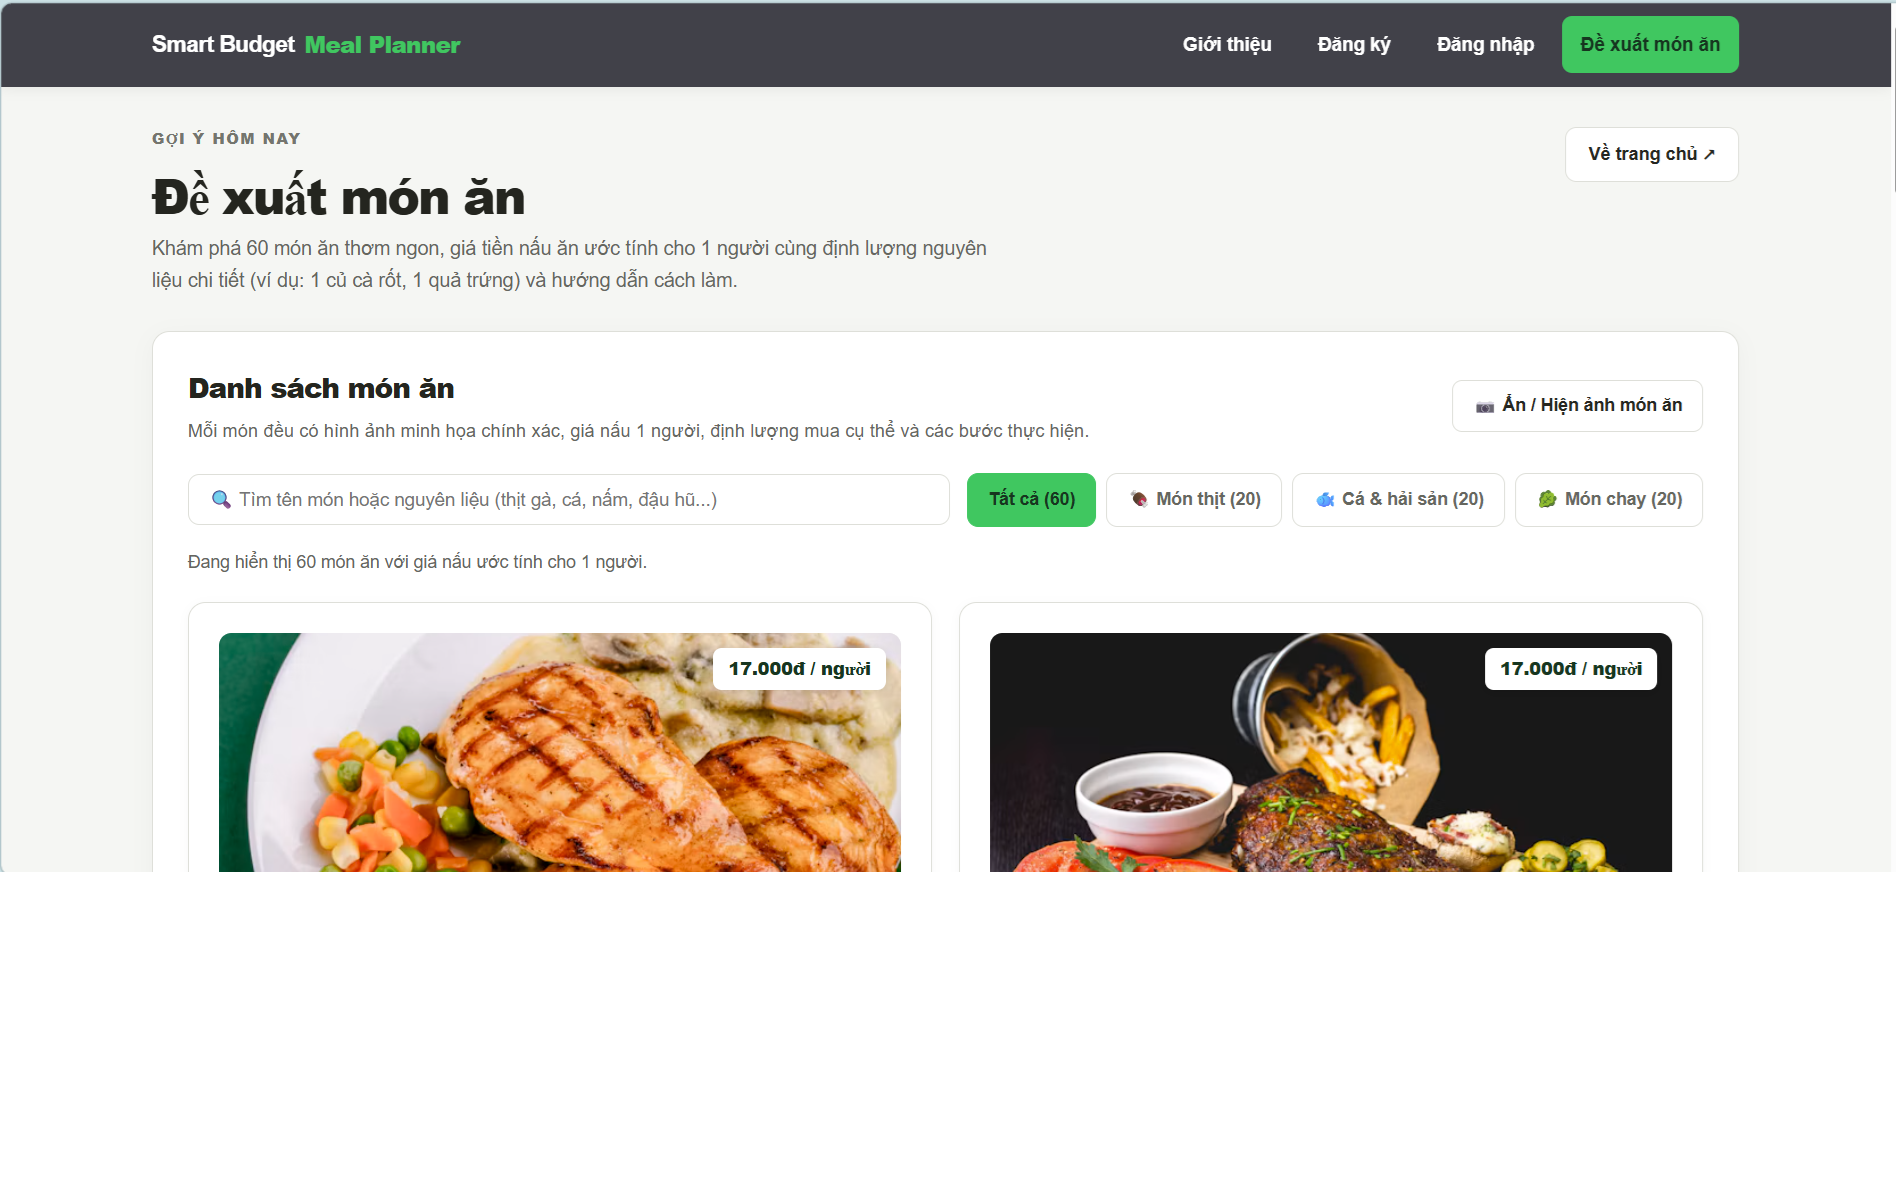 Smart Budget Meal Planner
Giới thiệu
Đăng ký
Đăng nhập
Đề xuất món ăn
GỢI Ý HÔM NAY
Về trang chủ ↗
Đề xuất món ăn
Khám phá 60 món ăn thơm ngon, giá tiền nấu ăn ước tính cho 1 người cùng định lượng nguyên
liệu chi tiết (ví dụ: 1 củ cà rốt, 1 quả trứng) và hướng dẫn cách làm.
Danh sách món ăn
Mỗi món đều có hình ảnh minh họa chính xác, giá nấu 1 người, định lượng mua cụ thể và các bước thực hiện.
📷 Ẩn / Hiện ảnh món ăn
🔍 Tìm tên món hoặc nguyên liệu (thịt gà, cá, nấm, đậu hũ...)
Tất cả (60)
🍖 Món thịt (20)
🐟 Cá & hải sản (20)
🥬 Món chay (20)
Đang hiển thị 60 món ăn với giá nấu ước tính cho 1 người.
17.000đ / người
17.000đ / người